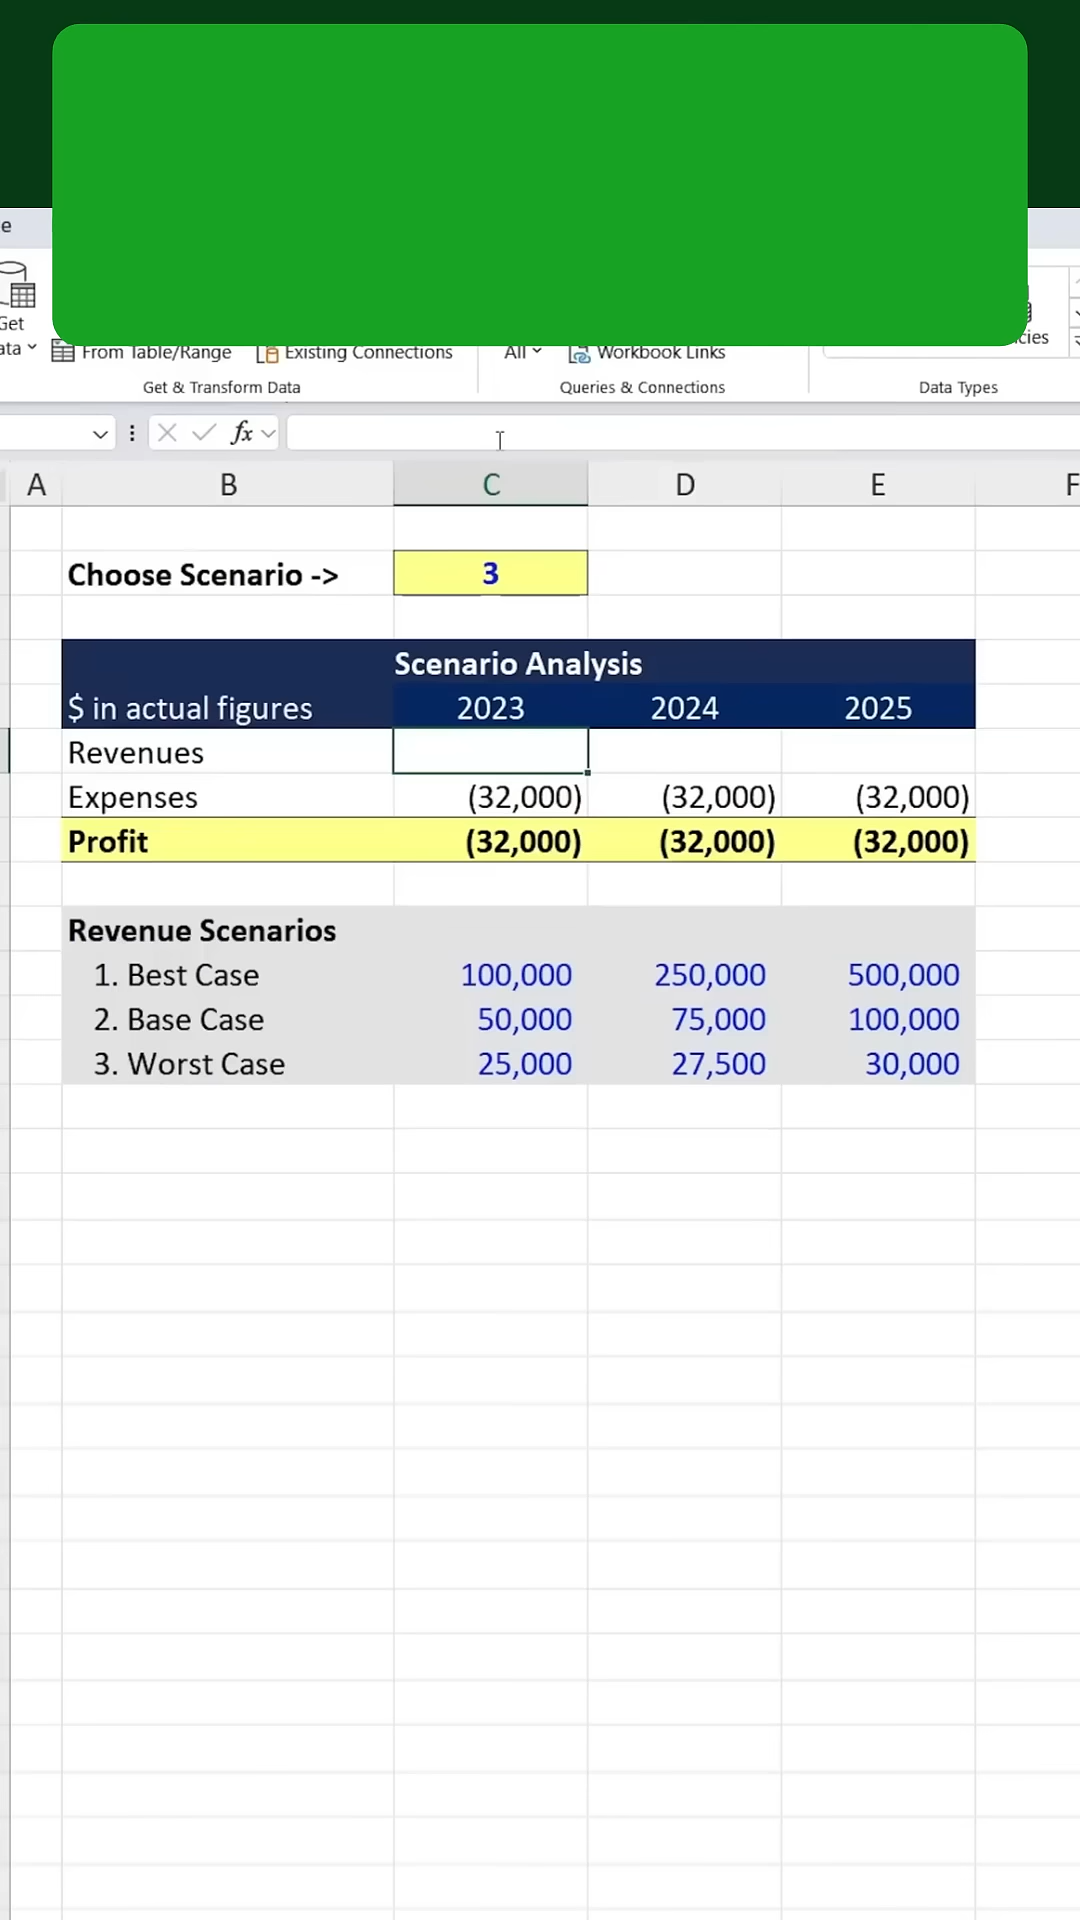 e
Get
ata
From Table/Range Existing Connections All Workbook Links
Get & Transform Data Queries & Connections Data Types
fx
A B C D E F
Choose Scenario -> 3
Scenario Analysis
$ in actual figures 2023 2024 2025
Revenues
Expenses (32,000) (32,000) (32,000)
Profit (32,000) (32,000) (32,000)
Revenue Scenarios
1. Best Case 100,000 250,000 500,000
2. Base Case 50,000 75,000 100,000
3. Worst Case 25,000 27,500 30,000